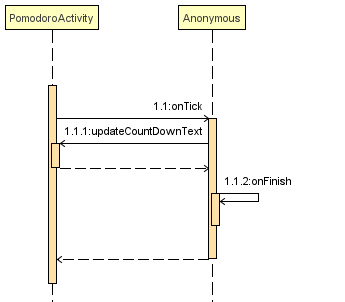 PomodoroActivity
Anonymous
1.1:onTick
1.1.1:updateCountDownText
1.1.2:onFinish